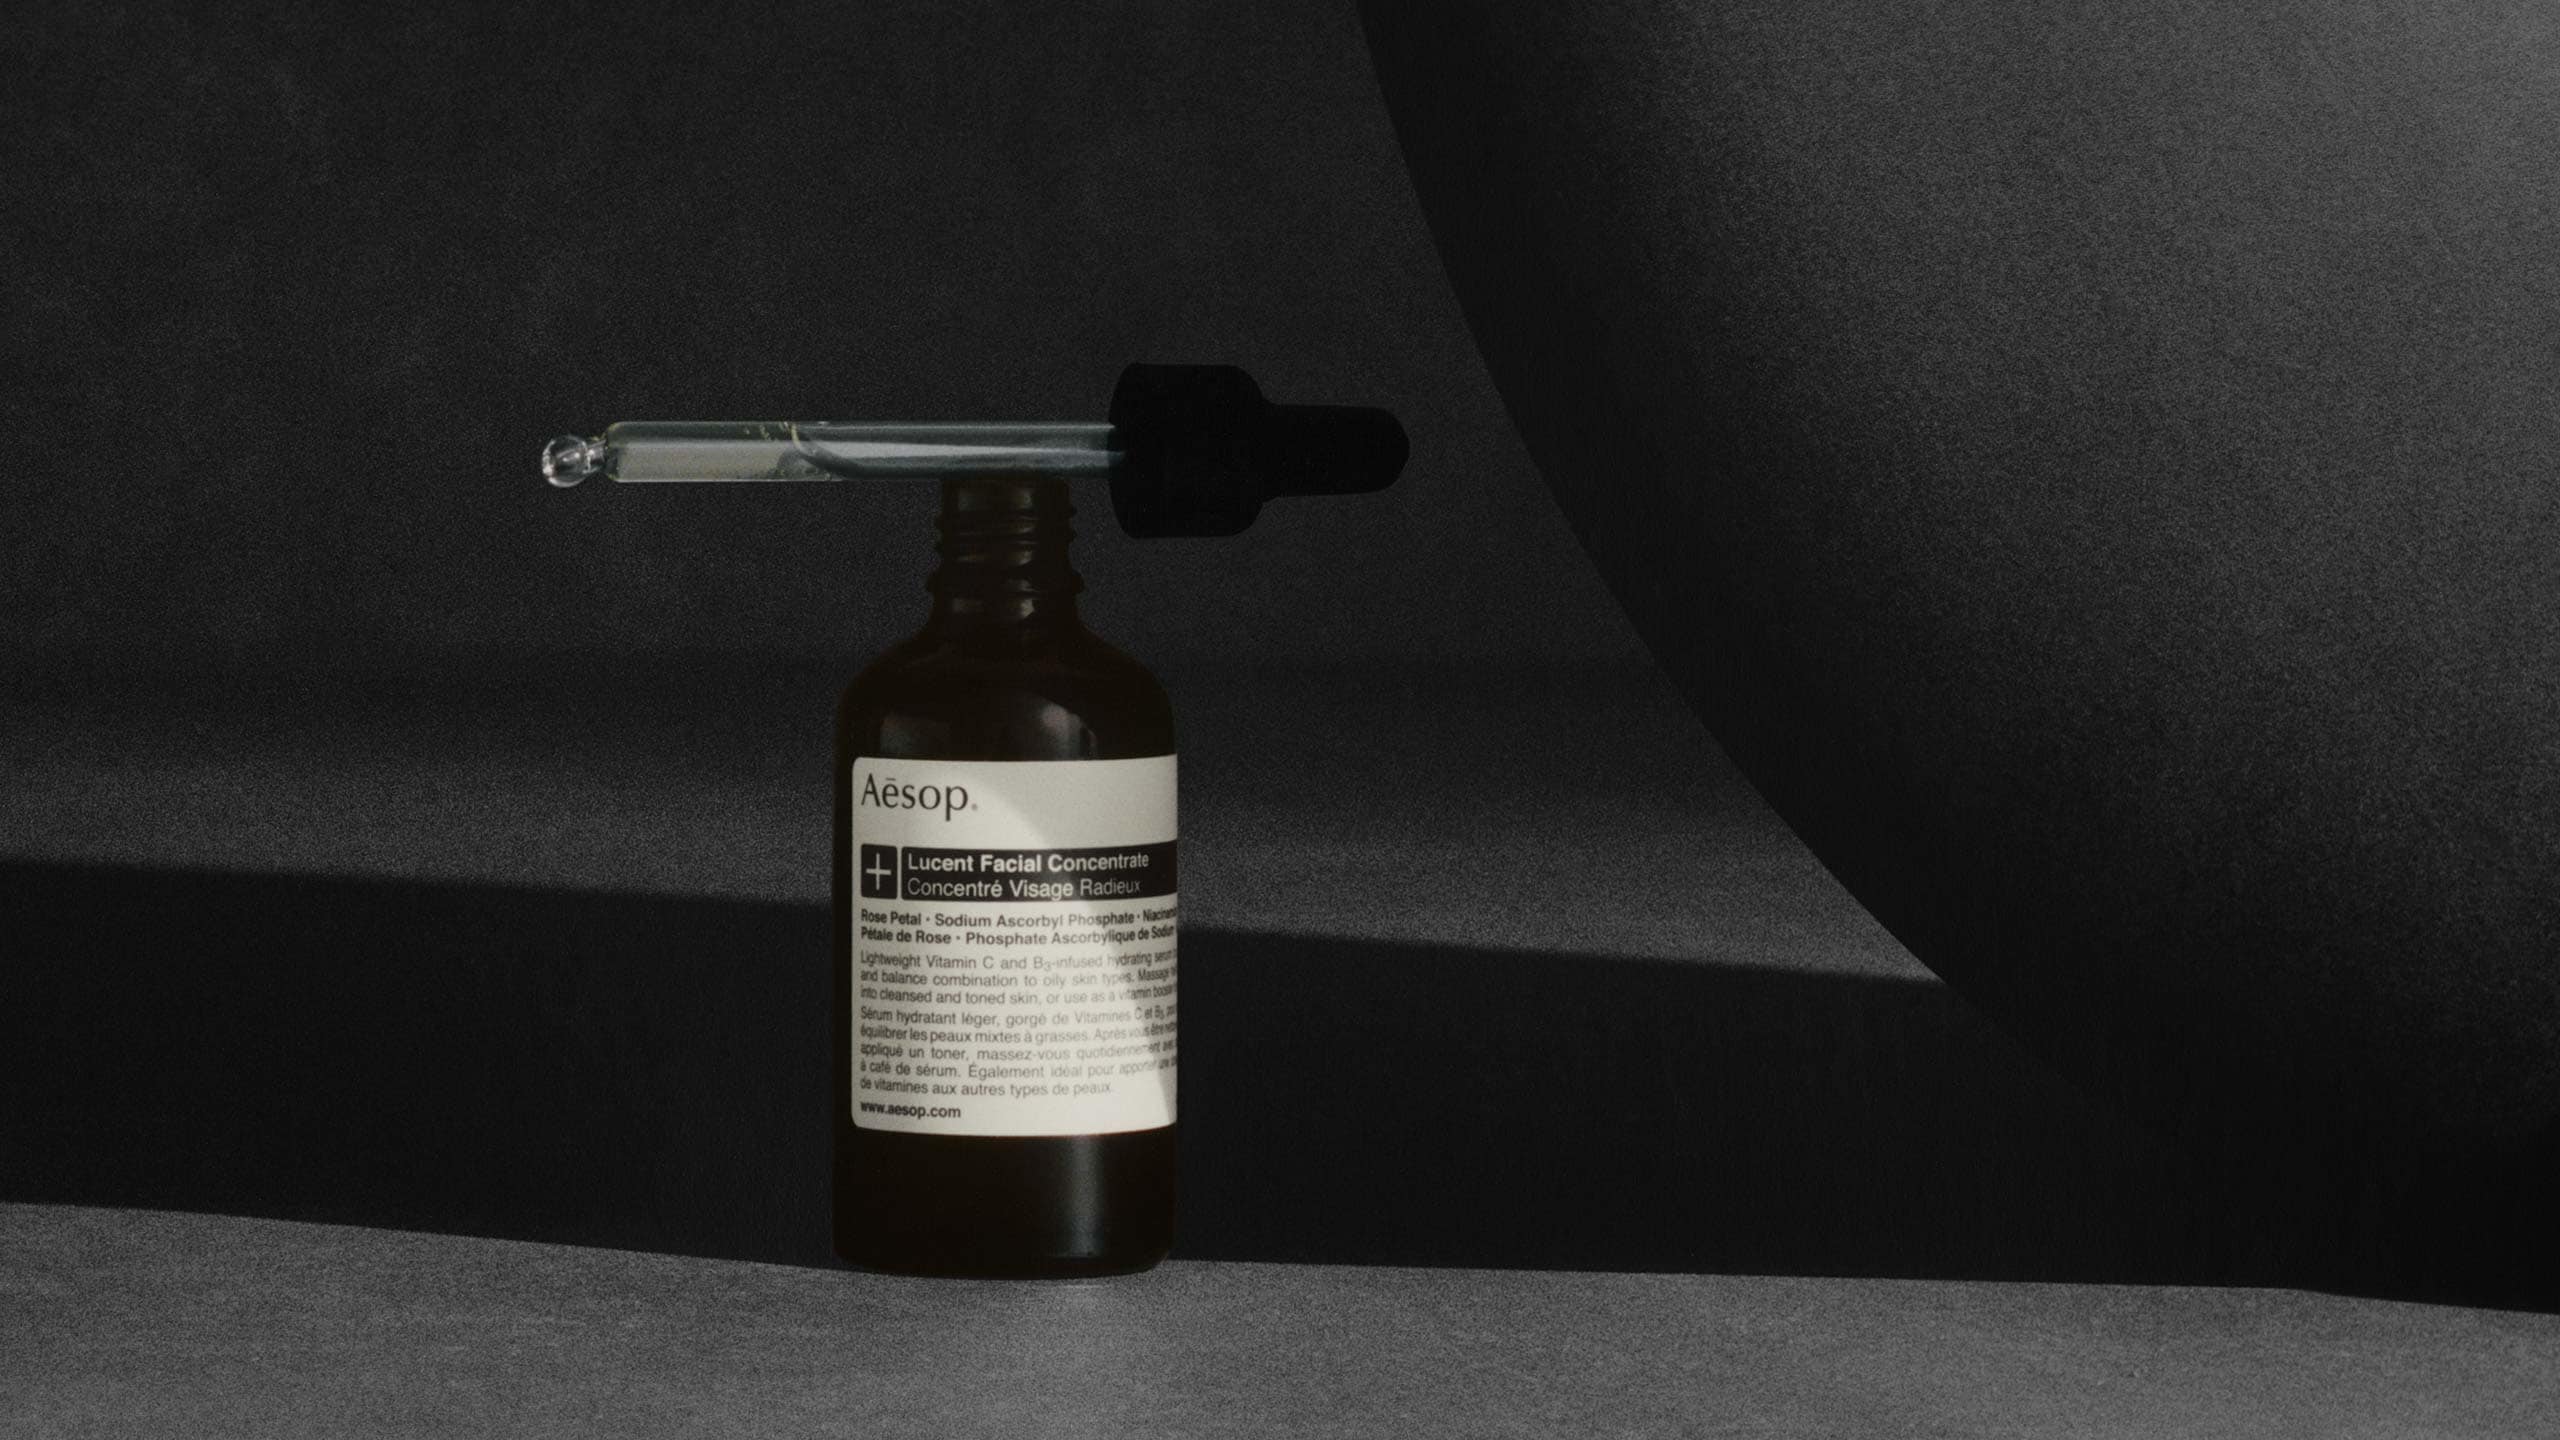 Aēsop®
Lucent Facial Concentrate
Concentré Visage Radieux
Rose Petal · Sodium Ascorbyl Phosphate ·
Pétale de Rose · Phosphate Ascorbylique de Sodium
Lightweight Vitamin C and B3-infused hydrating serum
and balance combination to oily skin types. Massage
into cleansed and toned skin, or use as a vitamin booster
Sérum hydratant léger, gorgé de Vitamines C et B3,
équilibrer les peaux mixtes à grasses. Après vous être
appliqué un toner, massez-vous quotidiennement
à café de sérum. Également idéal pour apporter une
de vitamines aux autres types de peaux.
www.aesop.com